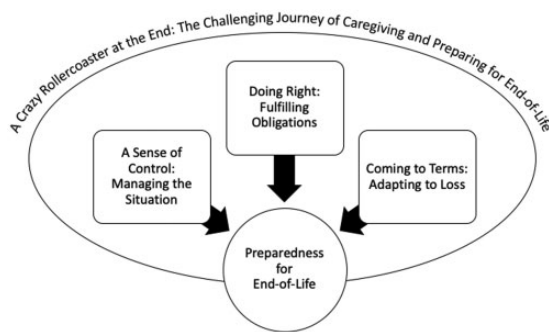 A Crazy Rollercoaster at the End: The Challenging Journey of Caregiving and Preparing for End-of-Life
Doing Right:
Fulfilling
Obligations
A Sense of
Control:
Managing the
Situation
Coming to Terms:
Adapting to Loss
Preparedness
for
End-of-Life